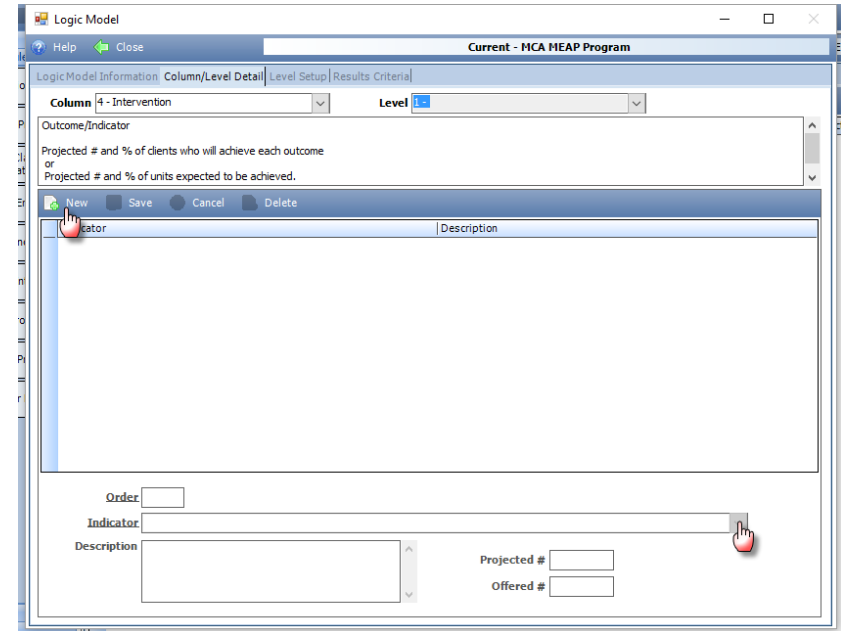 Logic Model
Help Close Current - MCA MEAP Program
Logic Model Information Column/Level Detail Level Setup Results Criteria
Column 4 - Intervention Level I -
Outcome/Indicator
Projected # and % of clients who will achieve each outcome
or
Projected # and % of units expected to be achieved.
New Save Cancel Delete
Description
Order
Indicator
Description
Projected #
Offered #